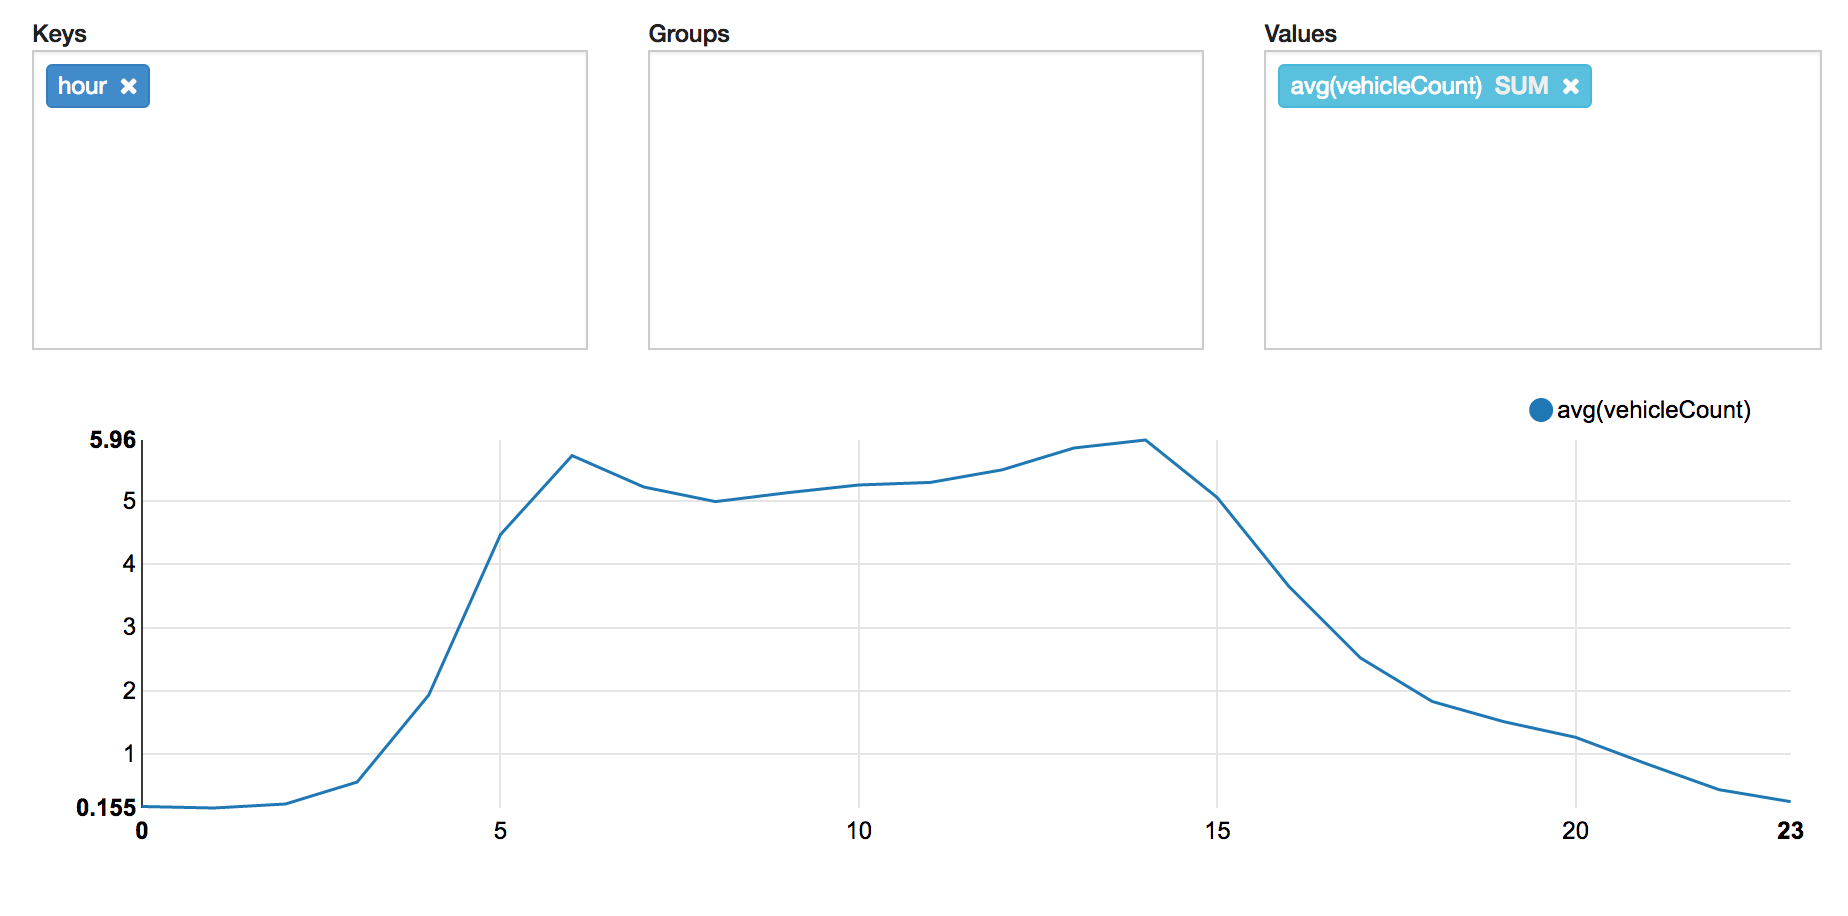 Keys
Groups
Values
hour ✖
avg(vehicleCount) SUM ✖
avg(vehicleCount)
5.96
5
4
3
2
1
0.155
0 5 10 15 20 23